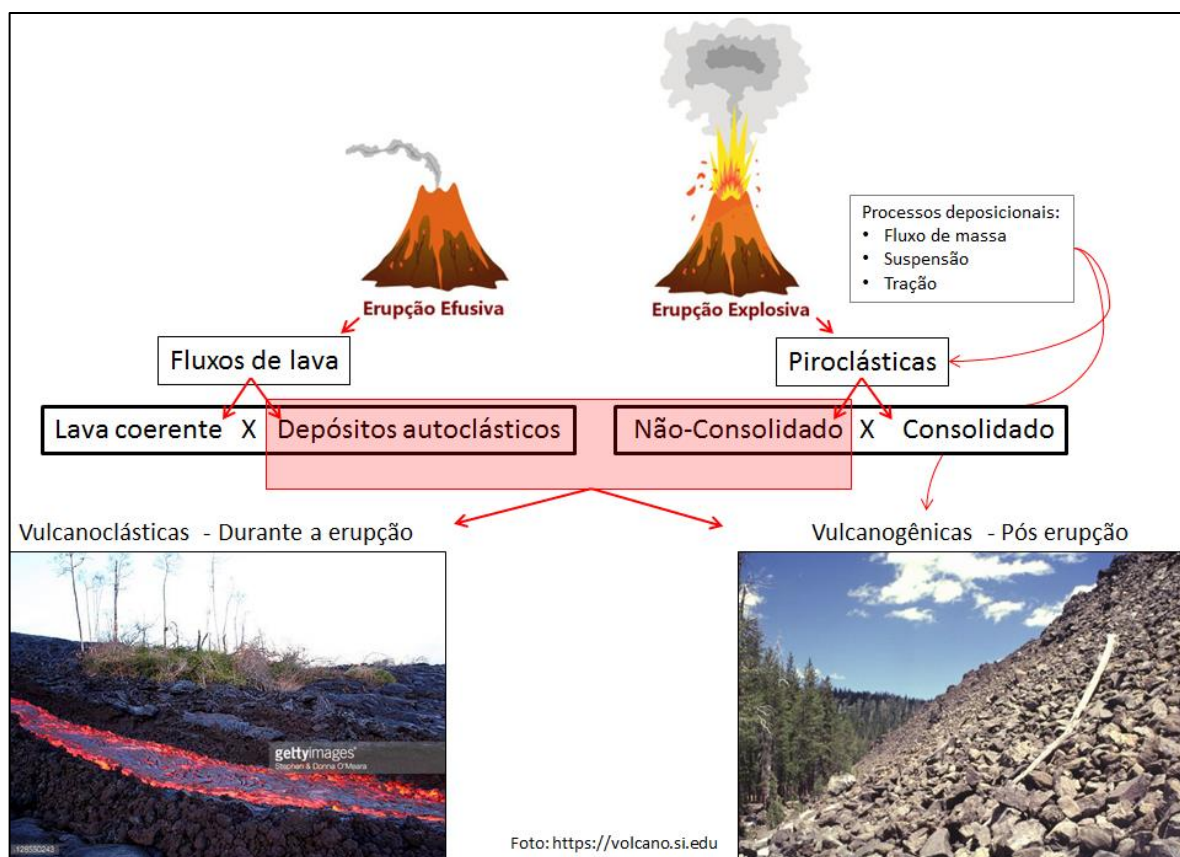 Erupção Efusiva
Erupção Explosiva
Processos deposicionais:
• Fluxo de massa
• Suspensão
• Tração
Fluxos de lava
Piroclásticas
Lava coerente X Depósitos autoclásticos
Não-Consolidado X Consolidado
Vulcanoclásticas - Durante a erupção
Vulcanogênicas - Pós erupção
gettyimages
Stephen & Donna O'Meara
128550243
Foto: https://volcano.si.edu